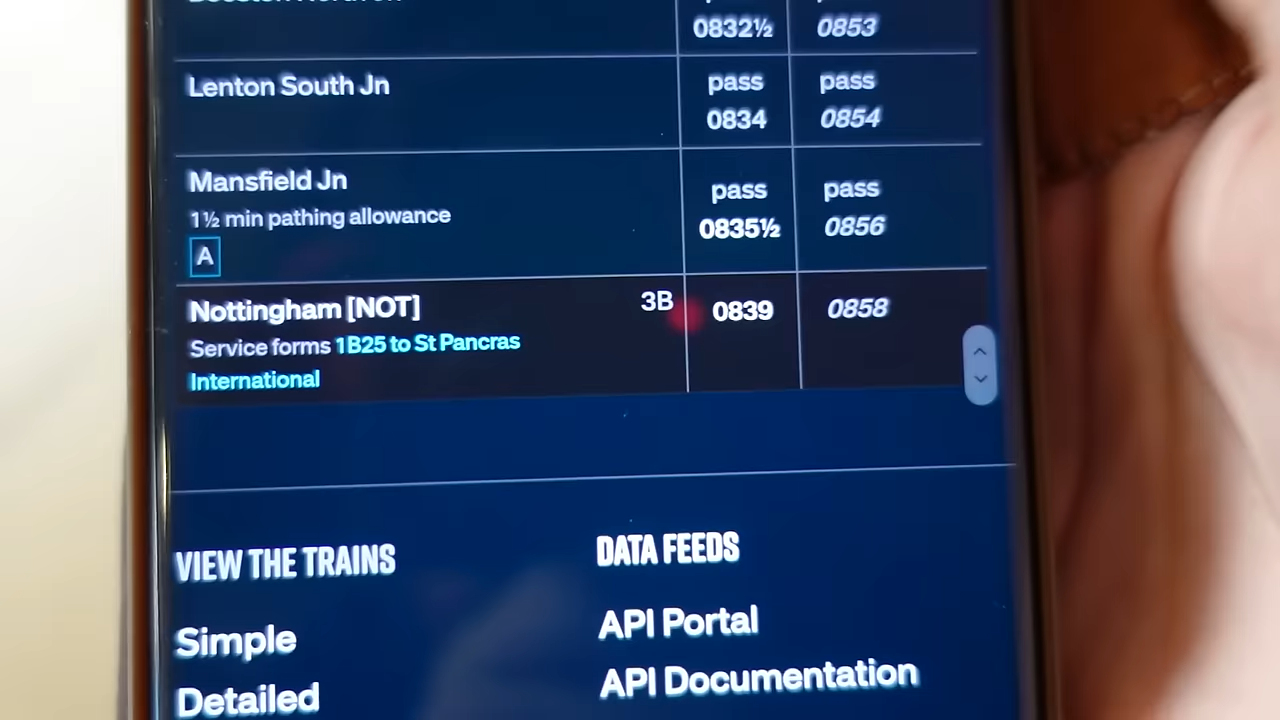 0832½ 0853
Lenton South Jn pass pass
0834 0854
Mansfield Jn pass pass
1½ min pathing allowance 0835½ 0856
A
Nottingham [NOT] 3B 0839 0858
Service forms 1B25 to St Pancras
International
VIEW THE TRAINS DATA FEEDS
Simple API Portal
Detailed API Documentation